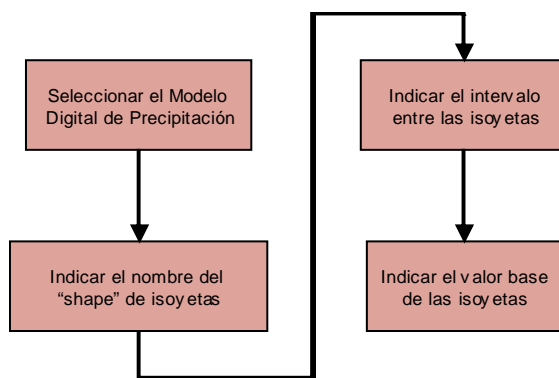 Seleccionar el Modelo
Digital de Precipitación
Indicar el nombre del
“shape” de isoyetas
Indicar el intervalo
entre las isoyetas
Indicar el valor base
de las isoyetas